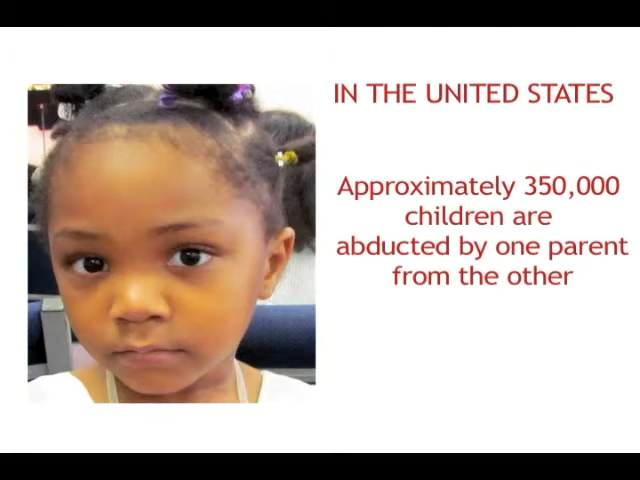 IN THE UNITED STATES
Approximately 350,000
children are
abducted by one parent
from the other